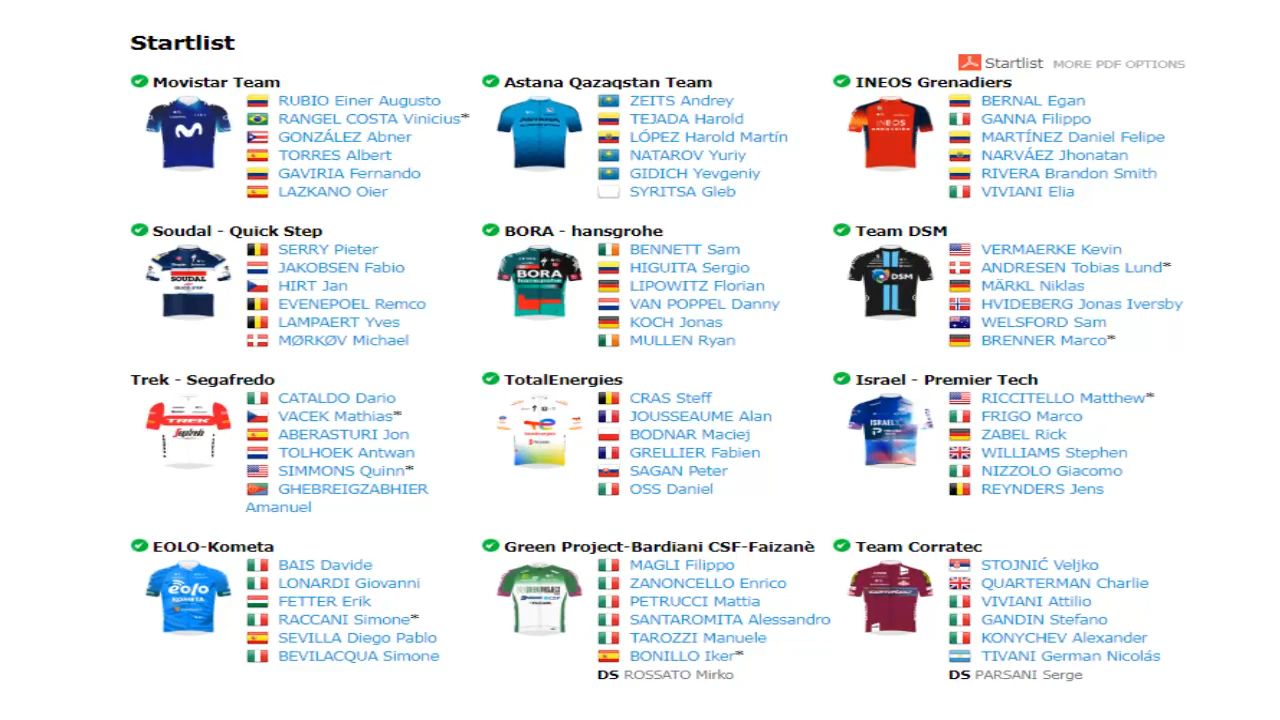 Startlist
Startlist MORE PDF OPTIONS
Movistar Team
RUBIO Einer Augusto
RANGEL COSTA Vinicius*
GONZÁLEZ Abner
TORRES Albert
GAVIRIA Fernando
LAZKANO Oier
Astana Qazaqstan Team
ZEITS Andrey
TEJADA Harold
LÓPEZ Harold Martín
NATAROV Yuriy
GIDICH Yevgeniy
SYRITSA Gleb
INEOS Grenadiers
INEOS
BERNAL Egan
GANNA Filippo
MARTÍNEZ Daniel Felipe
NARVÁEZ Jhonatan
RIVERA Brandon Smith
VIVIANI Elia
Soudal - Quick Step
SOUDAL
SERRY Pieter
JAKOBSEN Fabio
HIRT Jan
EVENEPOEL Remco
LAMPAERT Yves
MØRKØV Michael
BORA - hansgrohe
BORA
BENNETT Sam
HIGUITA Sergio
LIPOWITZ Florian
VAN POPPEL Danny
KOCH Jonas
MULLEN Ryan
Team DSM
DSM
VERMAERKE Kevin
ANDRESEN Tobias Lund*
MÄRKL Niklas
HVIDEBERG Jonas Iversby
WELSFORD Sam
BRENNER Marco*
Trek - Segafredo
TREK
CATALDO Dario
VACEK Mathias*
ABERASTURI Jon
TOLHOEK Antwan
SIMMONS Quinn*
GHEBREIGZABHIER
Amanuel
TotalEnergies
CRAS Steff
JOUSSEAUME Alan
BODNAR Maciej
GRELLIER Fabien
SAGAN Peter
OSS Daniel
Israel - Premier Tech
ISRAEL
RICCITELLO Matthew*
FRIGO Marco
ZABEL Rick
WILLIAMS Stephen
NIZZOLO Giacomo
REYNDERS Jens
EOLO-Kometa
eolo
KOMETA
BAIS Davide
LONARDI Giovanni
FETTER Erik
RACCANI Simone*
SEVILLA Diego Pablo
BEVILACQUA Simone
Green Project-Bardiani CSF-Faizanè
MAGLI Filippo
ZANONCELLO Enrico
PETRUCCI Mattia
SANTAROMITA Alessandro
TAROZZI Manuele
BONILLO Iker*
DS ROSSATO Mirko
Team Corratec
STOJNIĆ Veljko
QUARTERMAN Charlie
VIVIANI Attilio
GANDIN Stefano
KONYCHEV Alexander
TIVANI German Nicolás
DS PARSANI Serge